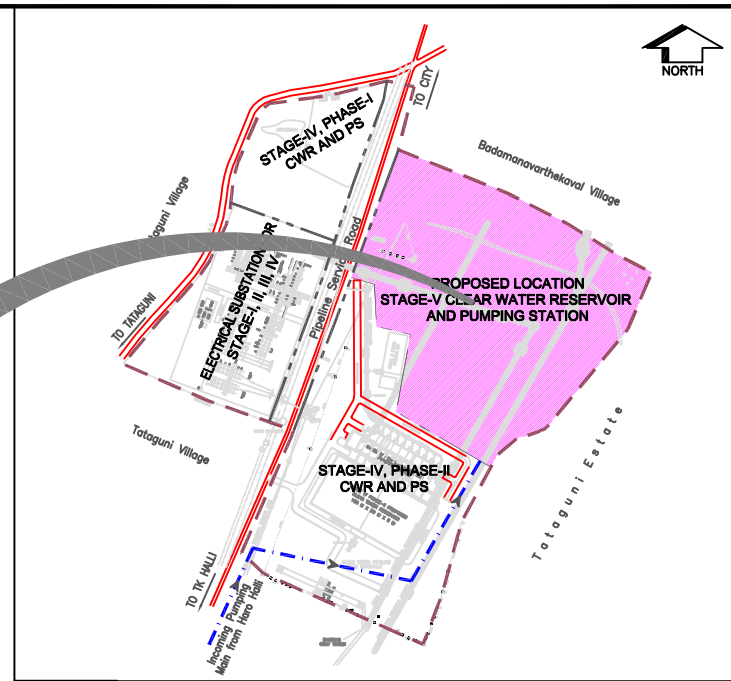 NORTH
TO CITY
STAGE-IV, PHASE-I
CWR AND PS
Badamanavarthekaval Village
Tataguni Village
Pipeline Service Road
ELECTRICAL SUBSTATION FOR
STAGE-I, II, III, IV
PROPOSED LOCATION
STAGE-V CLEAR WATER RESERVOIR
AND PUMPING STATION
TO TATAGUNI
Tataguni Village
Tataguni Estate
STAGE-IV, PHASE-II
CWR AND PS
TO TK HALLI
Incoming Pumping
Main from Haro Halli